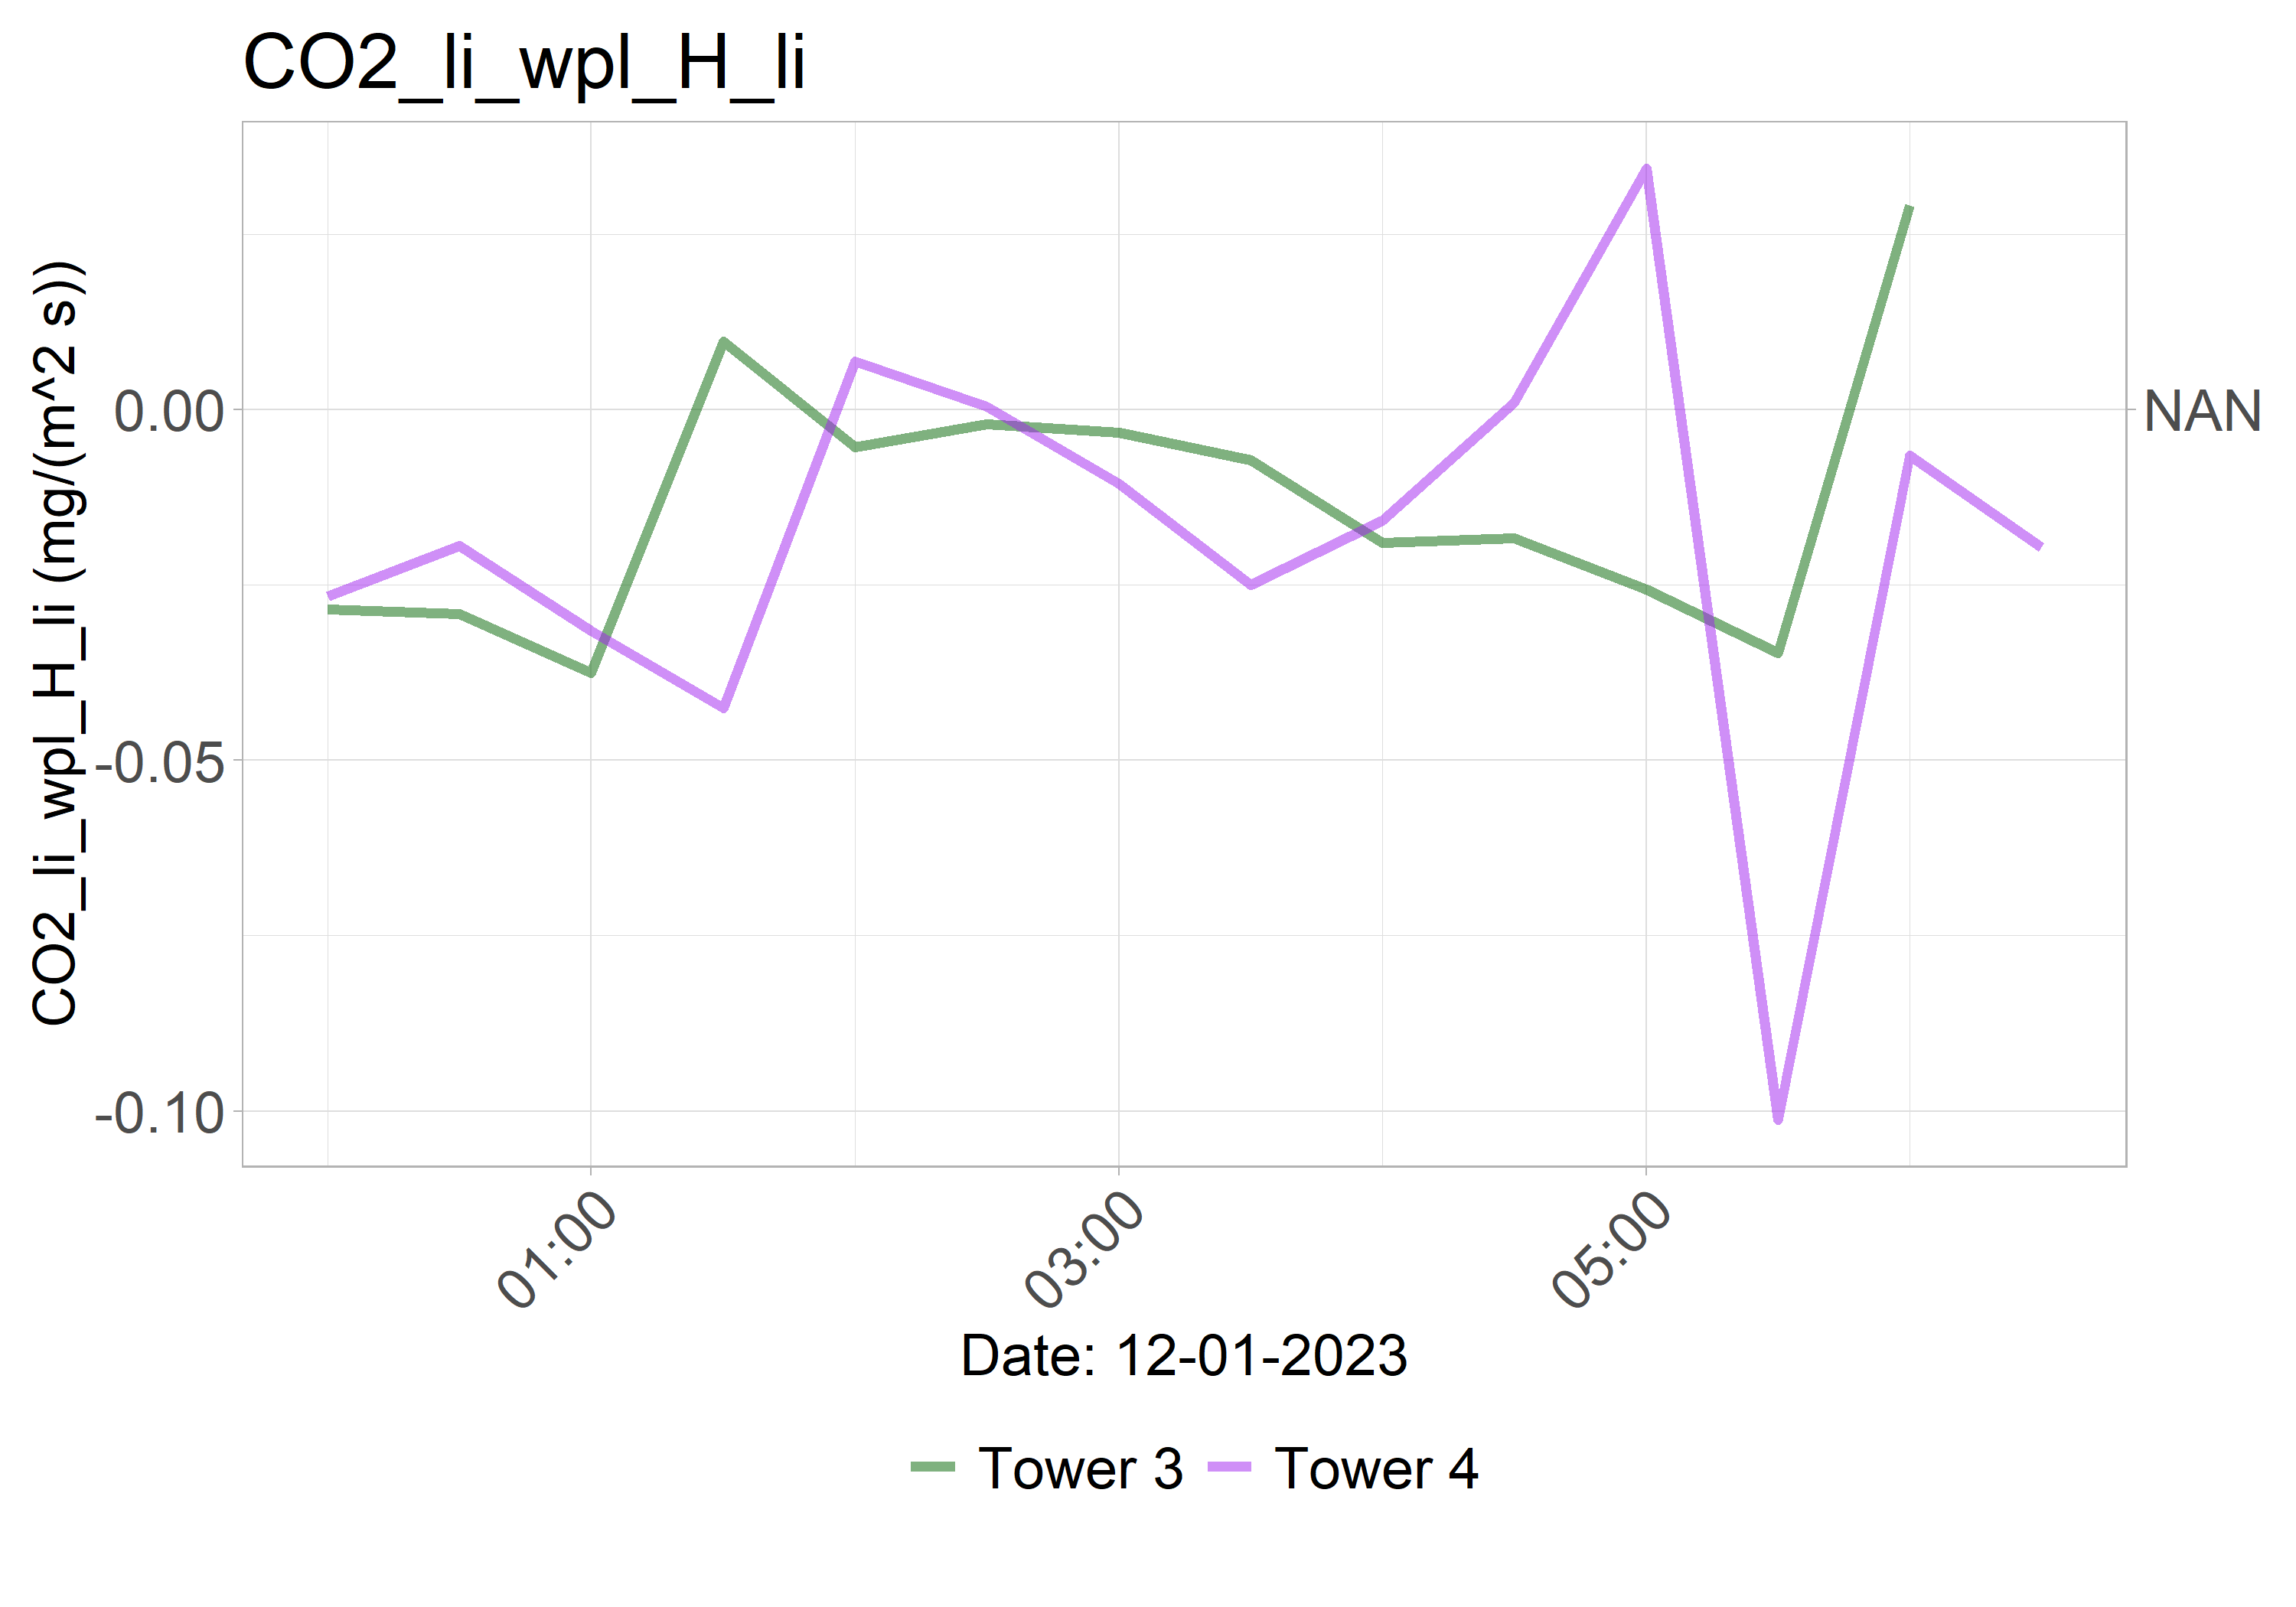 CO2_li_wpl_H_li
CO2_li_wpl_H_li (mg/(m^2 s))
0.00
-0.05
-0.10
NAN
01:00
03:00
05:00
Date: 12-01-2023
Tower 3
Tower 4